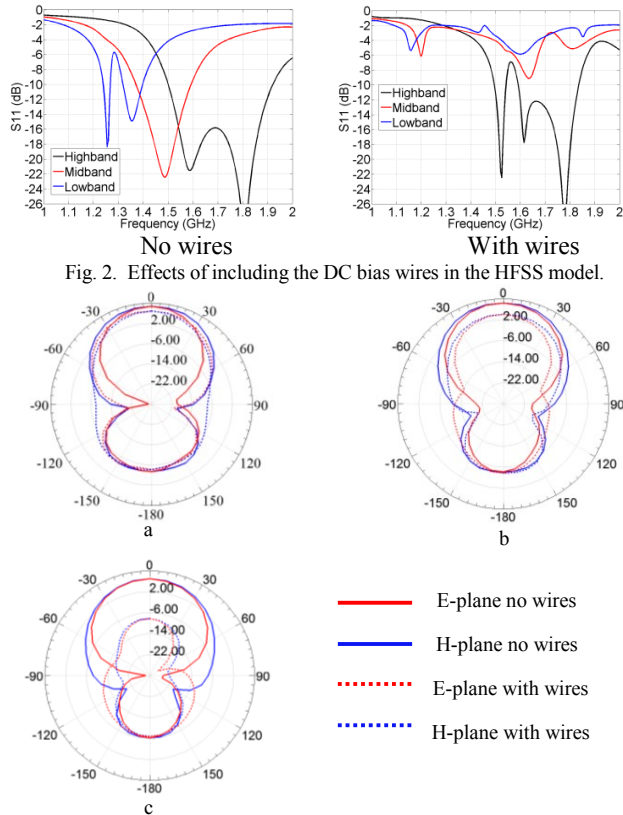 S11 (dB)
0
-2
-4
-6
-8
-10
-12
-14
-16
-18
-20
-22
-24
-26
Highband
Midband
Lowband
1 1.1 1.2 1.3 1.4 1.5 1.6 1.7 1.8 1.9 2
Frequency (GHz)
No wires
S11 (dB)
0
-2
-4
-6
-8
-10
-12
-14
-16
-18
-20
-22
-24
-26
Highband
Midband
Lowband
1 1.1 1.2 1.3 1.4 1.5 1.6 1.7 1.8 1.9 2
Frequency (GHz)
With wires
Fig. 2. Effects of including the DC bias wires in the HFSS model.
0
-30 30
2.00
-6.00
-60 60
-14.00
-22.00
-90 90
-120 120
-150 150
-180
a
0
-30 30
2.00
-6.00
-60 60
-14.00
-22.00
-90 90
-120 120
-150 150
-180
b
0
-30 30
2.00
-6.00
-60 60
-14.00
-22.00
-90 90
-120 120
-150 150
-180
c
E-plane no wires
H-plane no wires
E-plane with wires
H-plane with wires